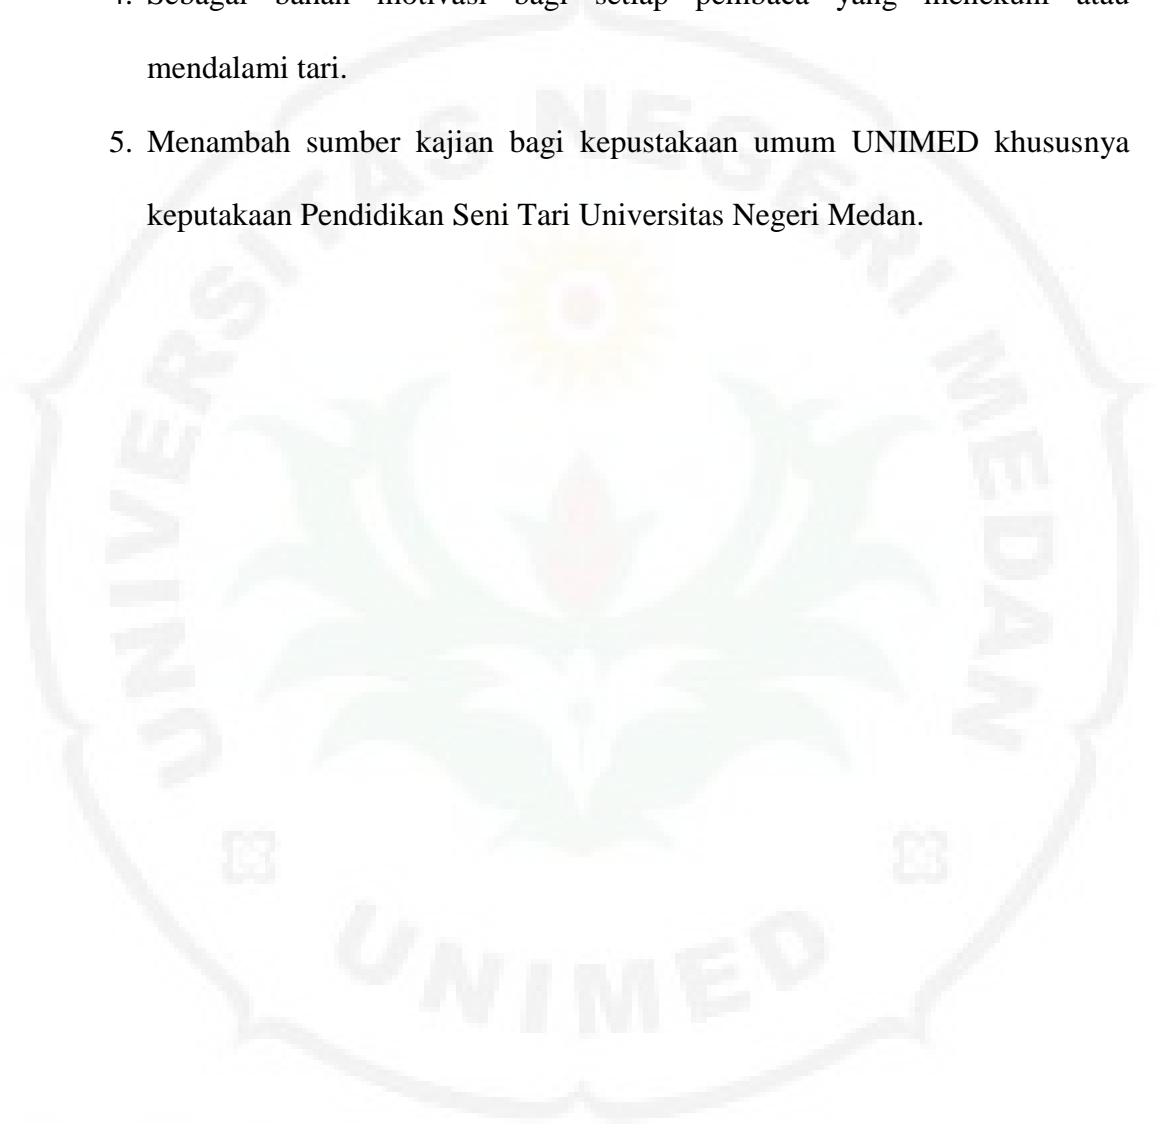 4. Sebagai bahan motivasi bagi setiap pembaca yang menekuni atau
mendalami tari.
5. Menambah sumber kajian bagi kepustakaan umum UNIMED khususnya
keputakaan Pendidikan Seni Tari Universitas Negeri Medan.
UNIVERSITAS NEGERI MEDAN
UNIMED